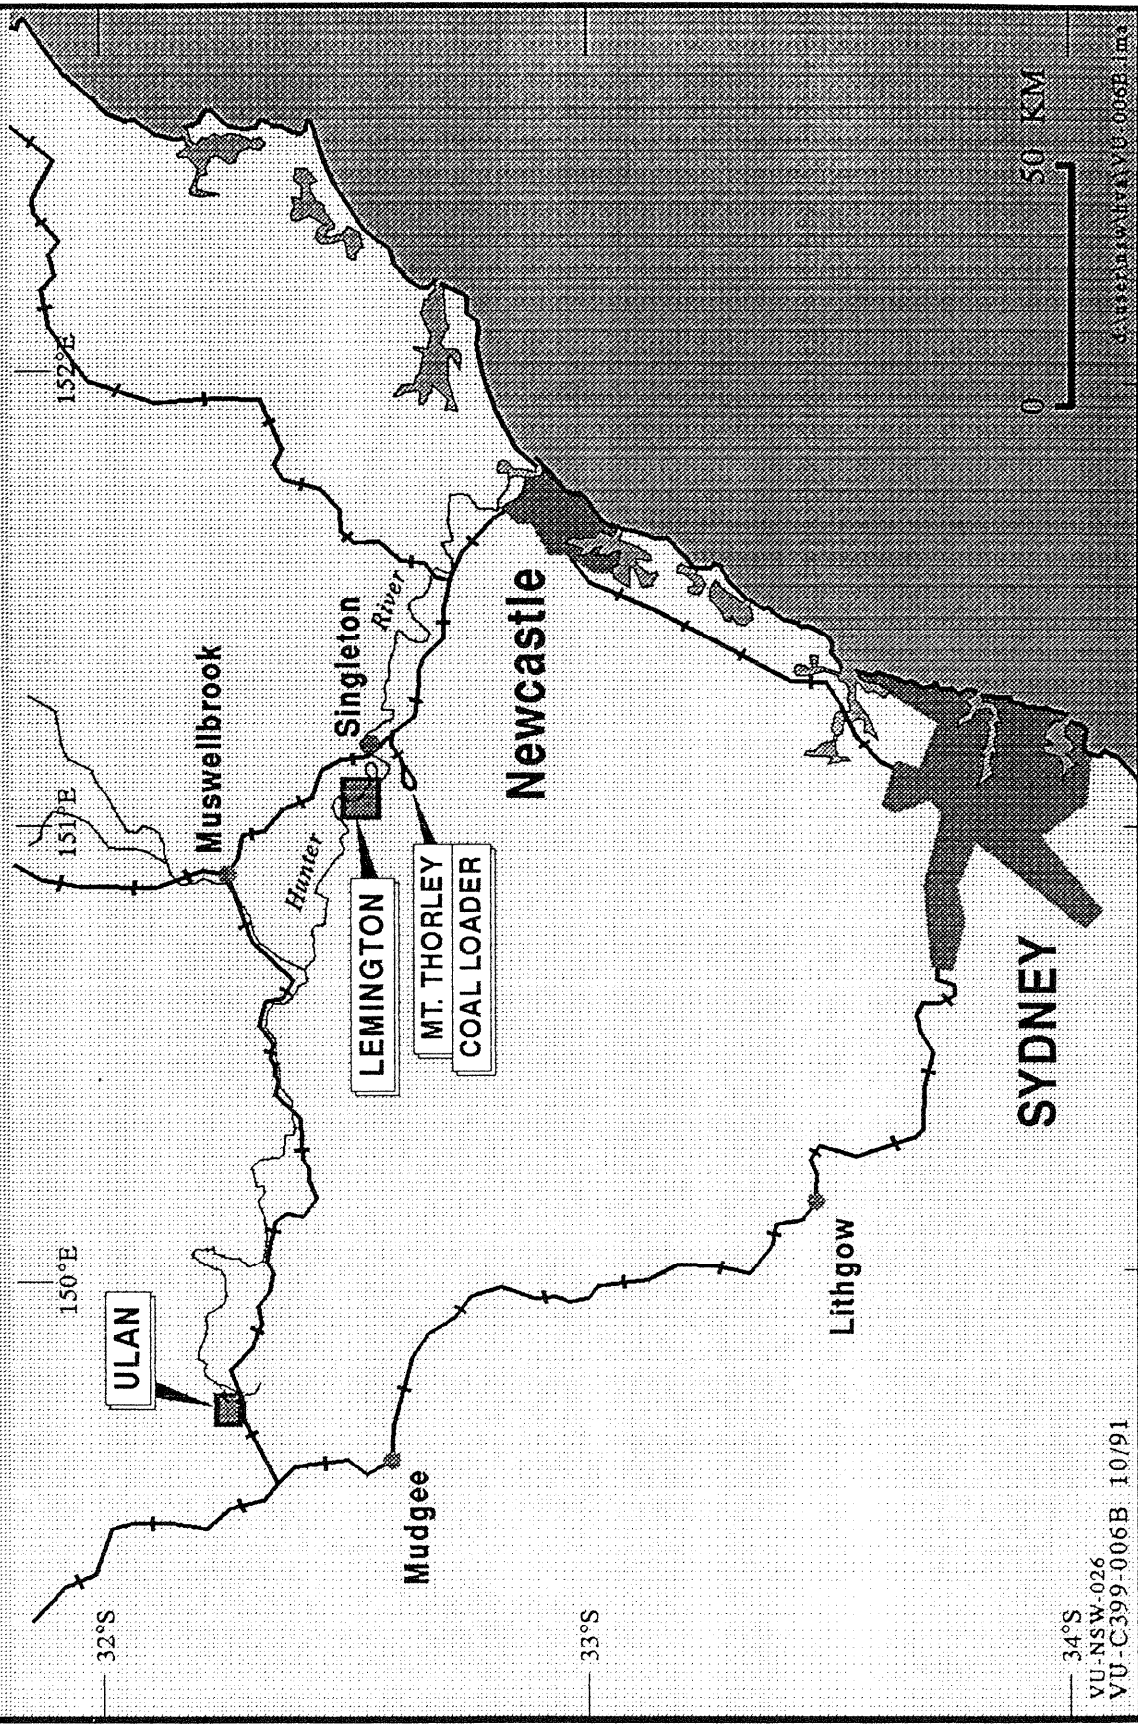 152°E
151°E
150°E
Muswellbrook
Singleton
River
Hunter
ULAN
LEMINGTON
MT. THORLEY
COAL LOADER
Newcastle
Mudgee
Lithgow
SYDNEY
32°S
33°S
34°S
0 50 KM
VU-NSW-026
VU-C399-006B 10/91